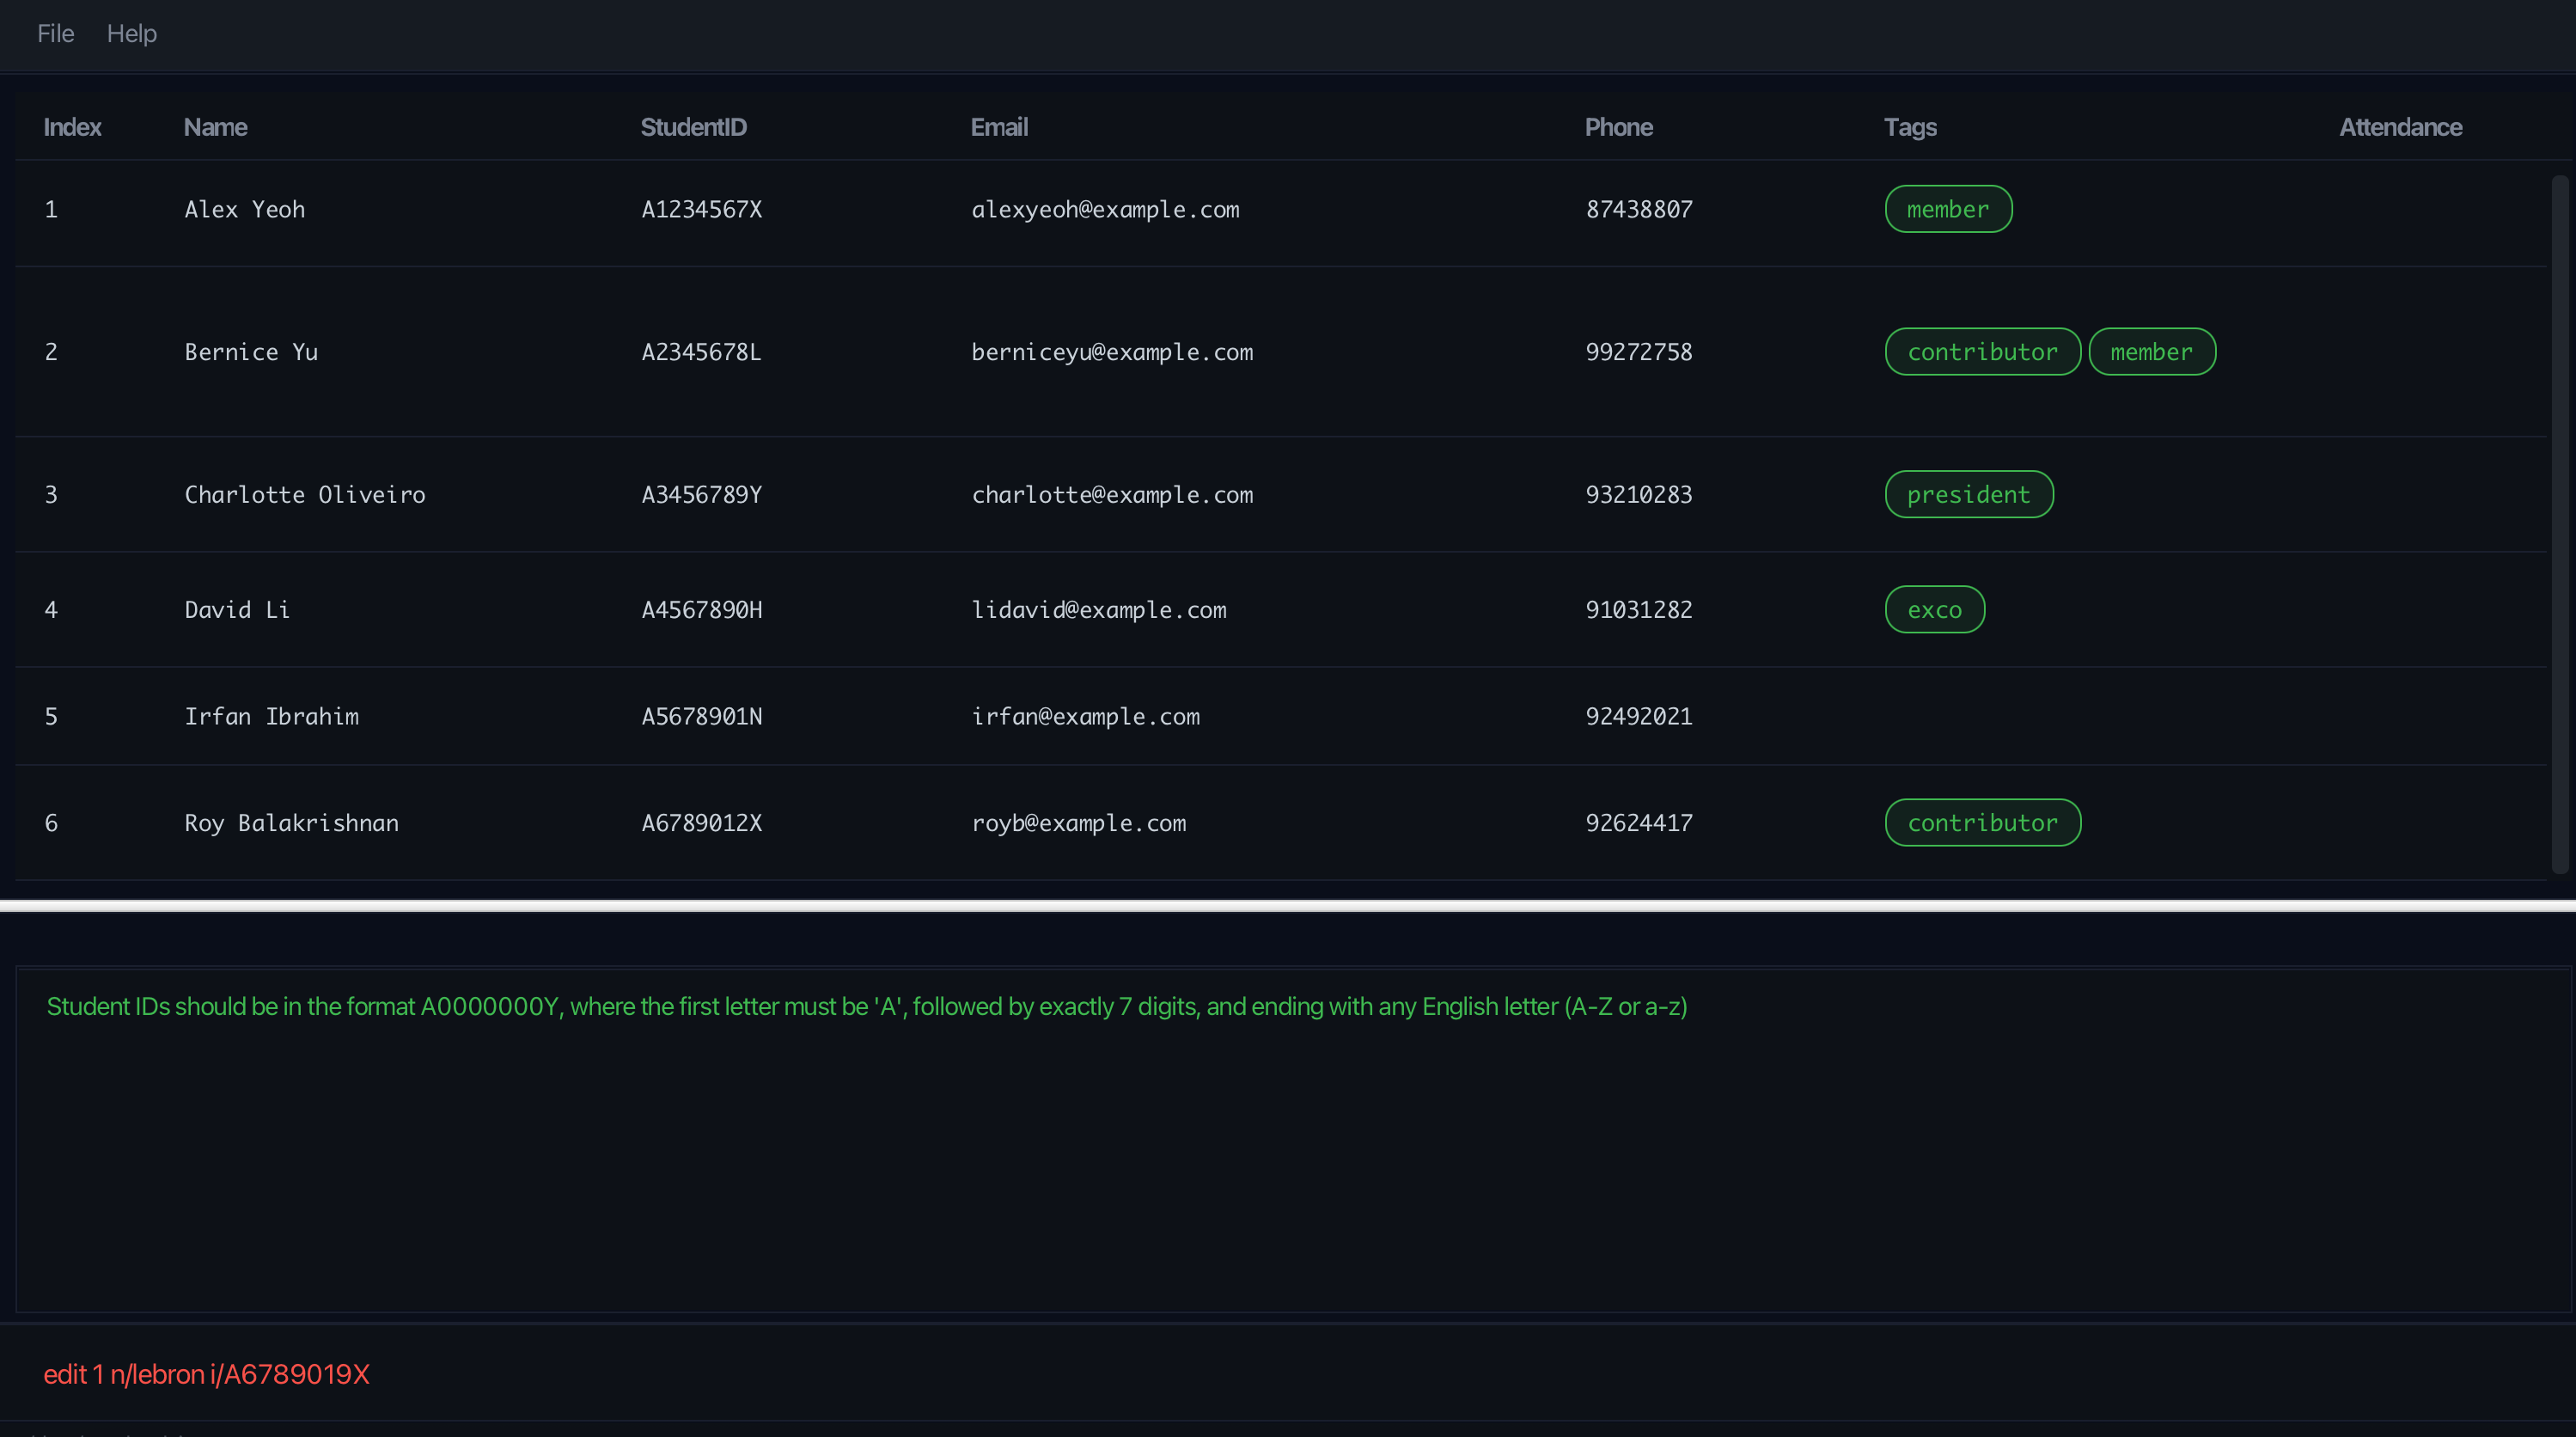 File Help
Index Name StudentID Email Phone Tags Attendance
1 Alex Yeoh A1234567X alexyeoh@example.com 87438807 member
2 Bernice Yu A2345678L berniceyu@example.com 99272758 contributor member
3 Charlotte Oliveiro A3456789Y charlotte@example.com 93210283 president
4 David Li A4567890H lidavid@example.com 91031282 exco
5 Irfan Ibrahim A5678901N irfan@example.com 92492021
6 Roy Balakrishnan A6789012X royb@example.com 92624417 contributor
Student IDs should be in the format A0000000Y, where the first letter must be 'A', followed by exactly 7 digits, and ending with any English letter (A-Z or a-z)
edit 1 n/lebron i/A6789019X